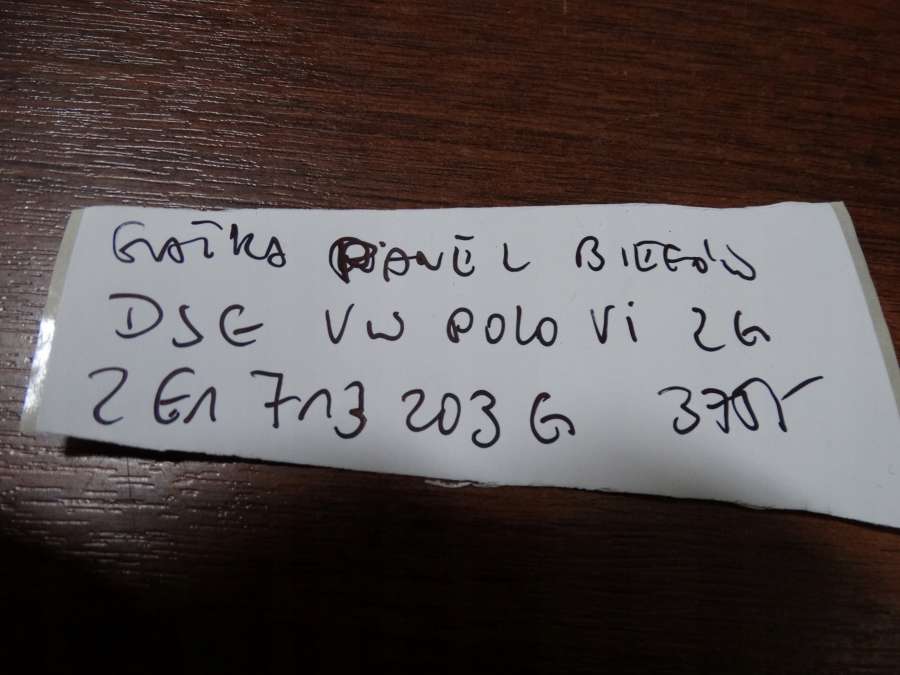 GAŁKA PANEL BIEGÓW
DSG VW POLO VI 2G
2G1 713 203 G